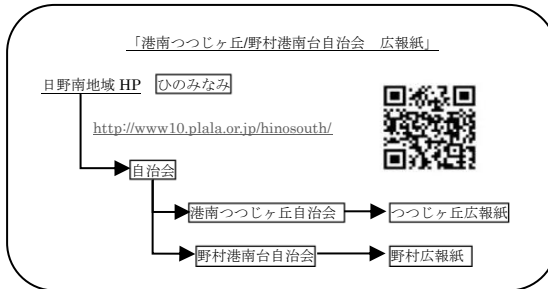 「港南つつじヶ丘/野村港南台自治会　広報紙」
日野南地域 HP　ひのみなみ
http://www10.plala.or.jp/hinosouth/
自治会
港南つつじヶ丘自治会　つつじヶ丘広報紙
野村港南台自治会　野村広報紙